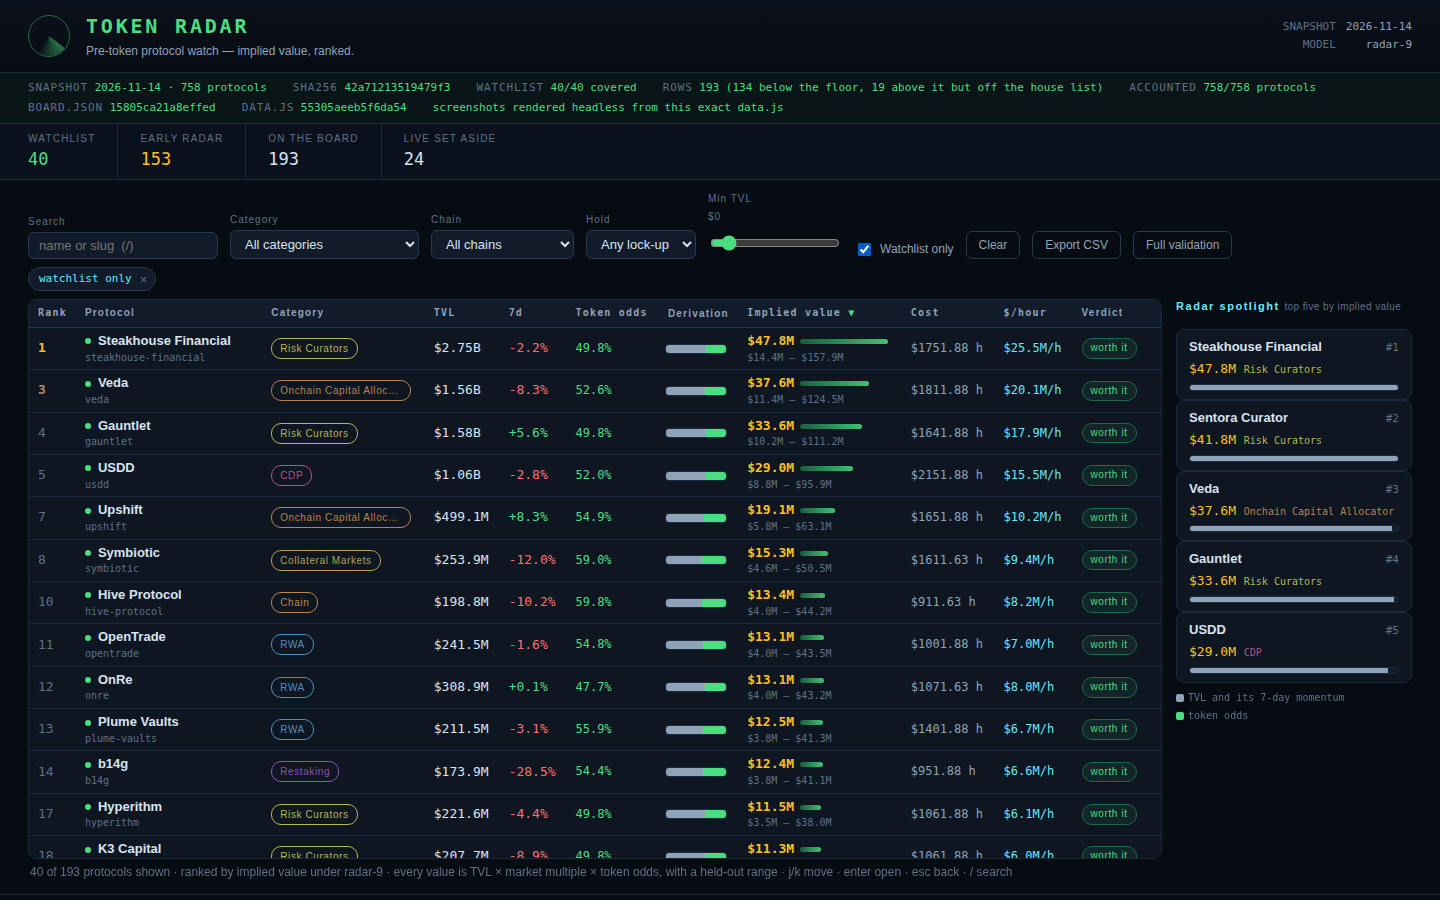 TOKEN RADAR
Pre-token protocol watch — implied value, ranked.
SNAPSHOT 2026-11-14
MODEL radar-9
SNAPSHOT 2026-11-14 · 758 protocols SHA256 42a71213519479f3 WATCHLIST 40/40 covered ROWS 193 (134 below the floor, 19 above it but off the house list) ACCOUNTED 758/758 protocols
BOARD.JSON 15805ca21a8effed DATA.JS 55305aeeb5f6da54 screenshots rendered headless from this exact data.js
WATCHLIST EARLY RADAR ON THE BOARD LIVE SET ASIDE
40 153 193 24
Search Category Chain Hold Min TVL
$0
name or slug (/) All categories All chains Any lock-up Watchlist only Clear Export CSV Full validation
watchlist only ×
Rank Protocol Category TVL 7d Token odds Derivation Implied value ▼ Cost $/hour Verdict
1 Steakhouse Financial Risk Curators $2.75B -2.2% 49.8% $47.8M $1751.88 h $25.5M/h worth it
steakhouse-financial $14.4M — $157.9M
3 Veda Onchain Capital Alloc… $1.56B -8.3% 52.6% $37.6M $1811.88 h $20.1M/h worth it
veda $11.4M — $124.5M
4 Gauntlet Risk Curators $1.58B +5.6% 49.8% $33.6M $1641.88 h $17.9M/h worth it
gauntlet $10.2M — $111.2M
5 USDD CDP $1.06B -2.8% 52.0% $29.0M $2151.88 h $15.5M/h worth it
usdd $8.8M — $95.9M
7 Upshift Onchain Capital Alloc… $499.1M +8.3% 54.9% $19.1M $1651.88 h $10.2M/h worth it
upshift $5.8M — $63.1M
8 Symbiotic Collateral Markets $253.9M -12.0% 59.0% $15.3M $1611.63 h $9.4M/h worth it
symbiotic $4.6M — $50.5M
10 Hive Protocol Chain $198.8M -10.2% 59.8% $13.4M $911.63 h $8.2M/h worth it
hive-protocol $4.0M — $44.2M
11 OpenTrade RWA $241.5M -1.6% 54.8% $13.1M $1001.88 h $7.0M/h worth it
opentrade $4.0M — $43.5M
12 OnRe RWA $308.9M +0.1% 47.7% $13.1M $1071.63 h $8.0M/h worth it
onre $4.0M — $43.2M
13 Plume Vaults RWA $211.5M -3.1% 55.9% $12.5M $1401.88 h $6.7M/h worth it
plume-vaults $3.8M — $41.3M
14 b14g Restaking $173.9M -28.5% 54.4% $12.4M $951.88 h $6.6M/h worth it
b14g $3.8M — $41.1M
17 Hyperithm Risk Curators $221.6M -4.4% 49.8% $11.5M $1061.88 h $6.1M/h worth it
hyperithm $3.5M — $38.0M
18 K3 Capital Risk Curators $207.7M -8.9% 49.8% $11.3M $1061.88 h $6.0M/h worth it
Radar spotlight top five by implied value
Steakhouse Financial #1
$47.8M Risk Curators
Sentora Curator #2
$41.8M Risk Curators
Veda #3
$37.6M Onchain Capital Allocator
Gauntlet #4
$33.6M Risk Curators
USDD #5
$29.0M CDP
TVL and its 7-day momentum
token odds
40 of 193 protocols shown · ranked by implied value under radar-9 · every value is TVL × market multiple × token odds, with a held-out range · j/k move · enter open · esc back · / search